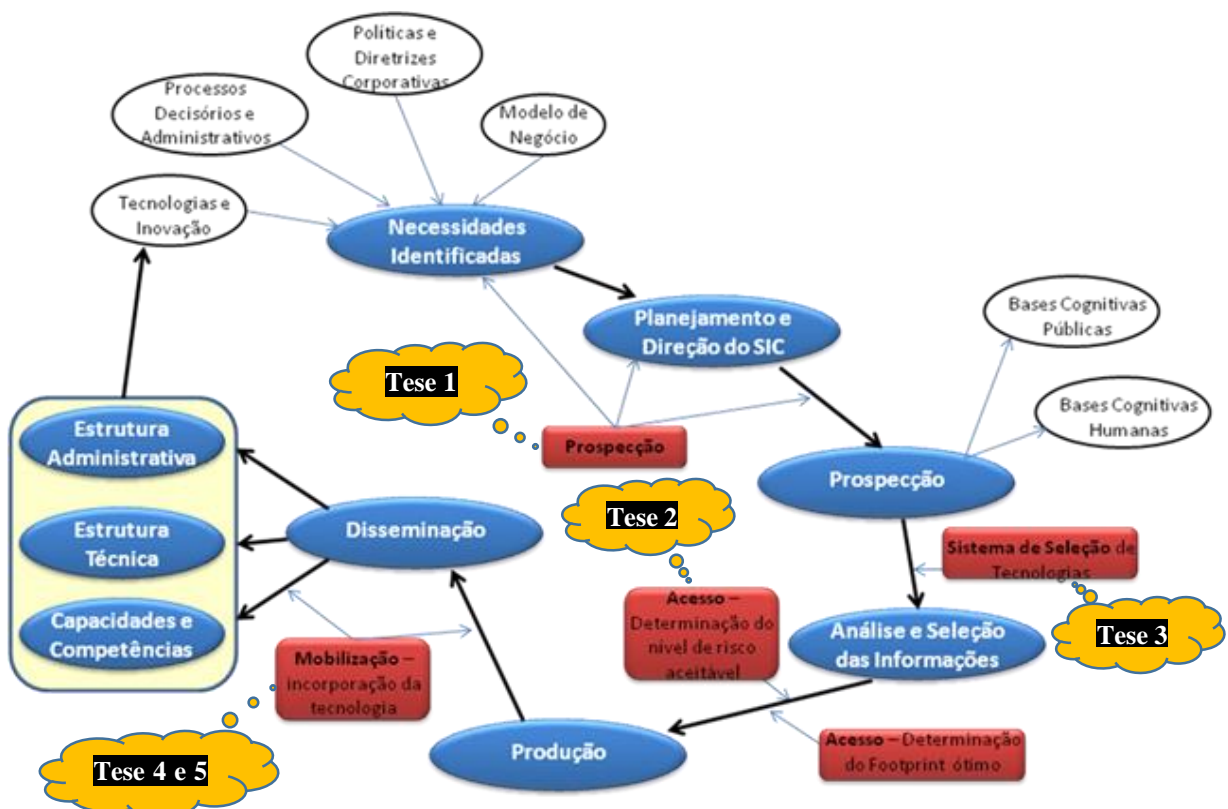 Políticas e
Diretrizes
Corporativas
Processos
Decisórios e
Administrativos
Modelo de
Negócio
Tecnologias e
Inovação
Necessidades
Identificadas
Planejamento e
Direção do SIC
Bases Cognitivas
Públicas
Bases Cognitivas
Humanas
Tese 1
Prospecção
Prospecção
Estrutura
Administrativa
Estrutura
Técnica
Capacidades e
Competências
Disseminação
Tese 2
Sistema de Seleção de
Tecnologias
Acesso –
Determinação do
nível de risco
aceitável
Análise e Seleção
das Informações
Tese 3
Mobilização –
incorporação da
tecnologia
Produção
Acesso – Determinação
do Footprint ótimo
Tese 4 e 5